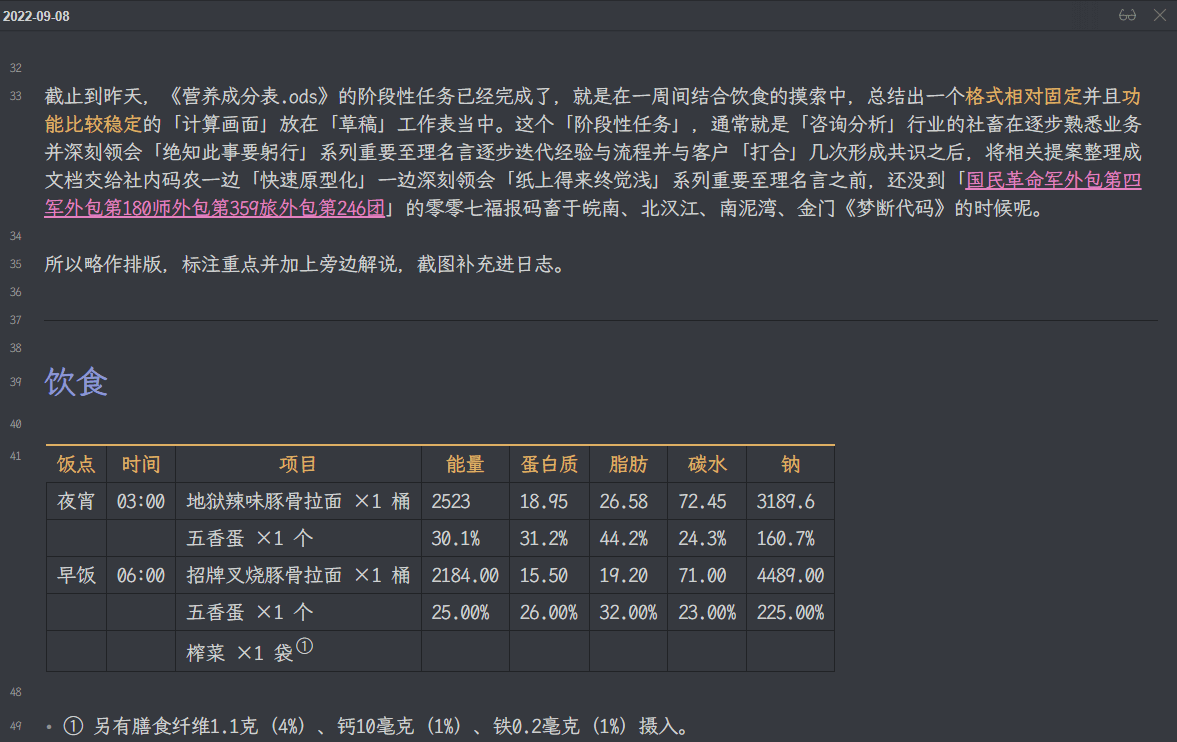 2022-09-08
32
33 截止到昨天，《营养成分表.ods》的阶段性任务已经完成了，就是在一周间结合饮食的摸索中，总结出一个格式相对固定并且功
能比较稳定的「计算画面」放在「草稿」工作表当中。这个「阶段性任务」，通常就是「咨询分析」行业的社畜在逐步熟悉业务
并深刻领会「绝知此事要躬行」系列重要至理名言逐步迭代经验与流程并与客户「打合」几次形成共识之后，将相关提案整理成
文档交给社内码农一边「快速原型化」一边深刻领会「纸上得来终觉浅」系列重要至理名言之前，还没到「国民革命军外包第四
军外包第180师外包第359旅外包第246团」的零零七福报码畜于皖南、北汉江、南泥湾、金门《梦断代码》的时候呢。
34
35 所以略作排版，标注重点并加上旁边解说，截图补充进日志。
36
37
38
39 饮食
40
41 饭点 时间 项目 能量 蛋白质 脂肪 碳水 钠
夜宵 03:00 地狱辣味豚骨拉面 ×1 桶 2523 18.95 26.58 72.45 3189.6
五香蛋 ×1 个 30.1% 31.2% 44.2% 24.3% 160.7%
早饭 06:00 招牌叉烧豚骨拉面 ×1 桶 2184.00 15.50 19.20 71.00 4489.00
五香蛋 ×1 个 25.00% 26.00% 32.00% 23.00% 225.00%
榨菜 ×1 袋①
48
49 • ① 另有膳食纤维1.1克（4%）、钙10毫克（1%）、铁0.2毫克（1%）摄入。